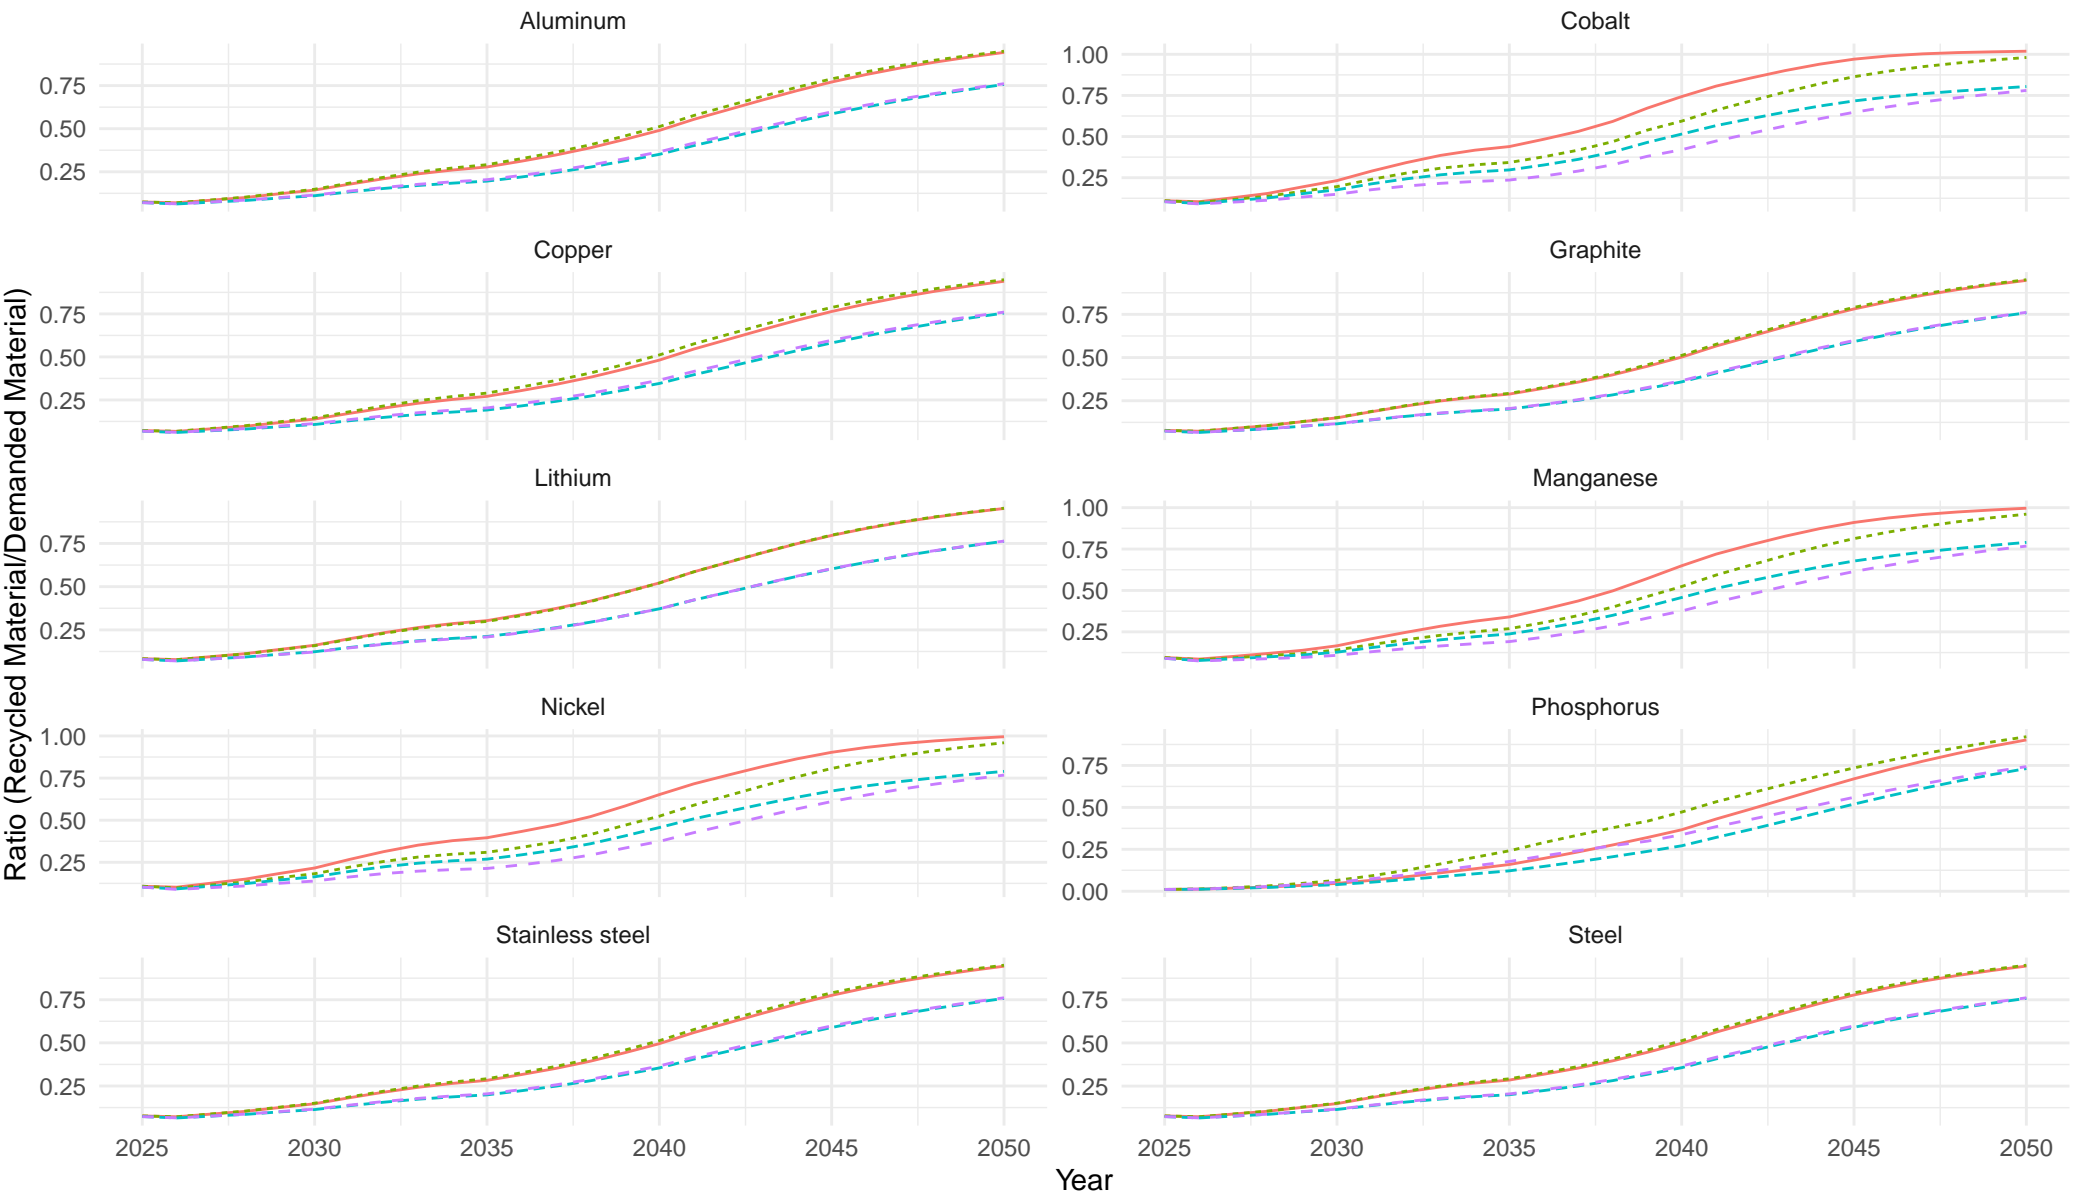 Aluminum
Cobalt
0.75
0.50
0.25
1.00
0.75
0.50
0.25
Copper
Graphite
0.75
0.50
0.25
0.75
0.50
0.25
Lithium
Manganese
0.75
0.50
0.25
1.00
0.75
0.50
0.25
Nickel
Phosphorus
1.00
0.75
0.50
0.25
0.75
0.50
0.25
0.00
Stainless steel
Steel
0.75
0.50
0.25
0.75
0.50
0.25
2025 2030 2035 2040 2045 2050
2025 2030 2035 2040 2045 2050
Year
Ratio (Recycled Material/Demanded Material)